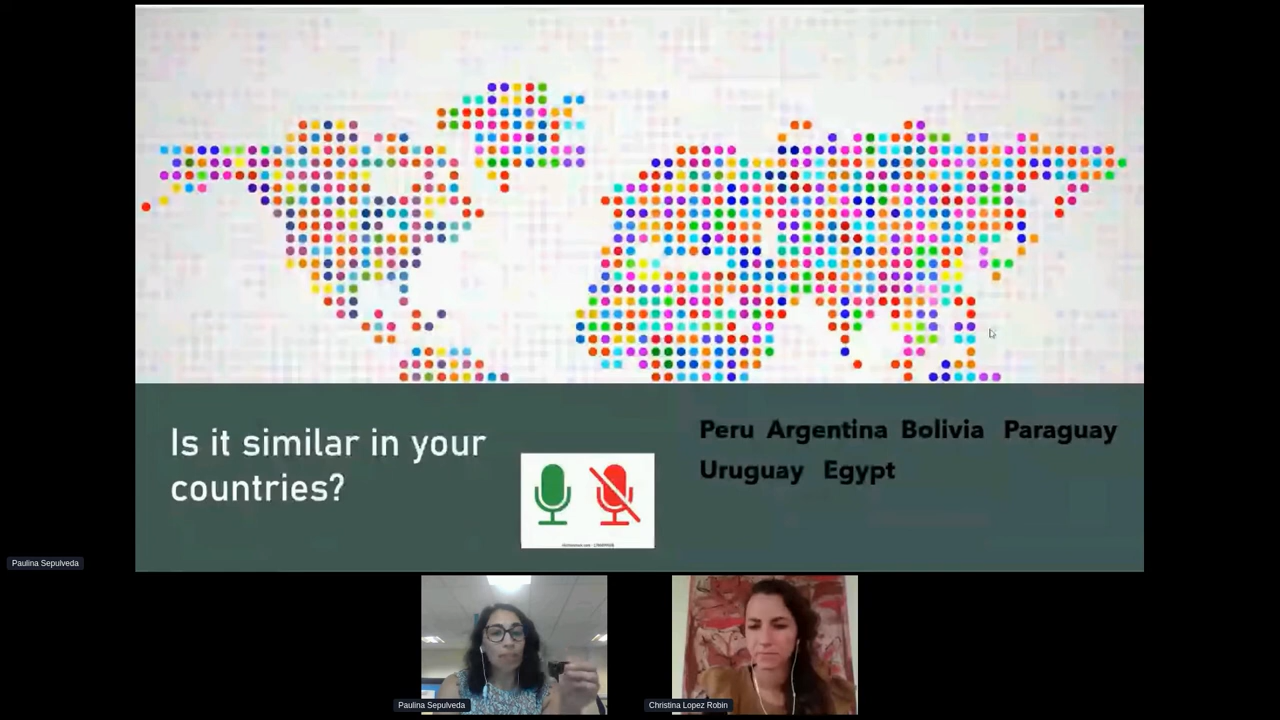 Is it similar in your
countries?
Peru Argentina Bolivia Paraguay
Uruguay Egypt
Paulina Sepulveda
Paulina Sepulveda
Christina Lopez Robin